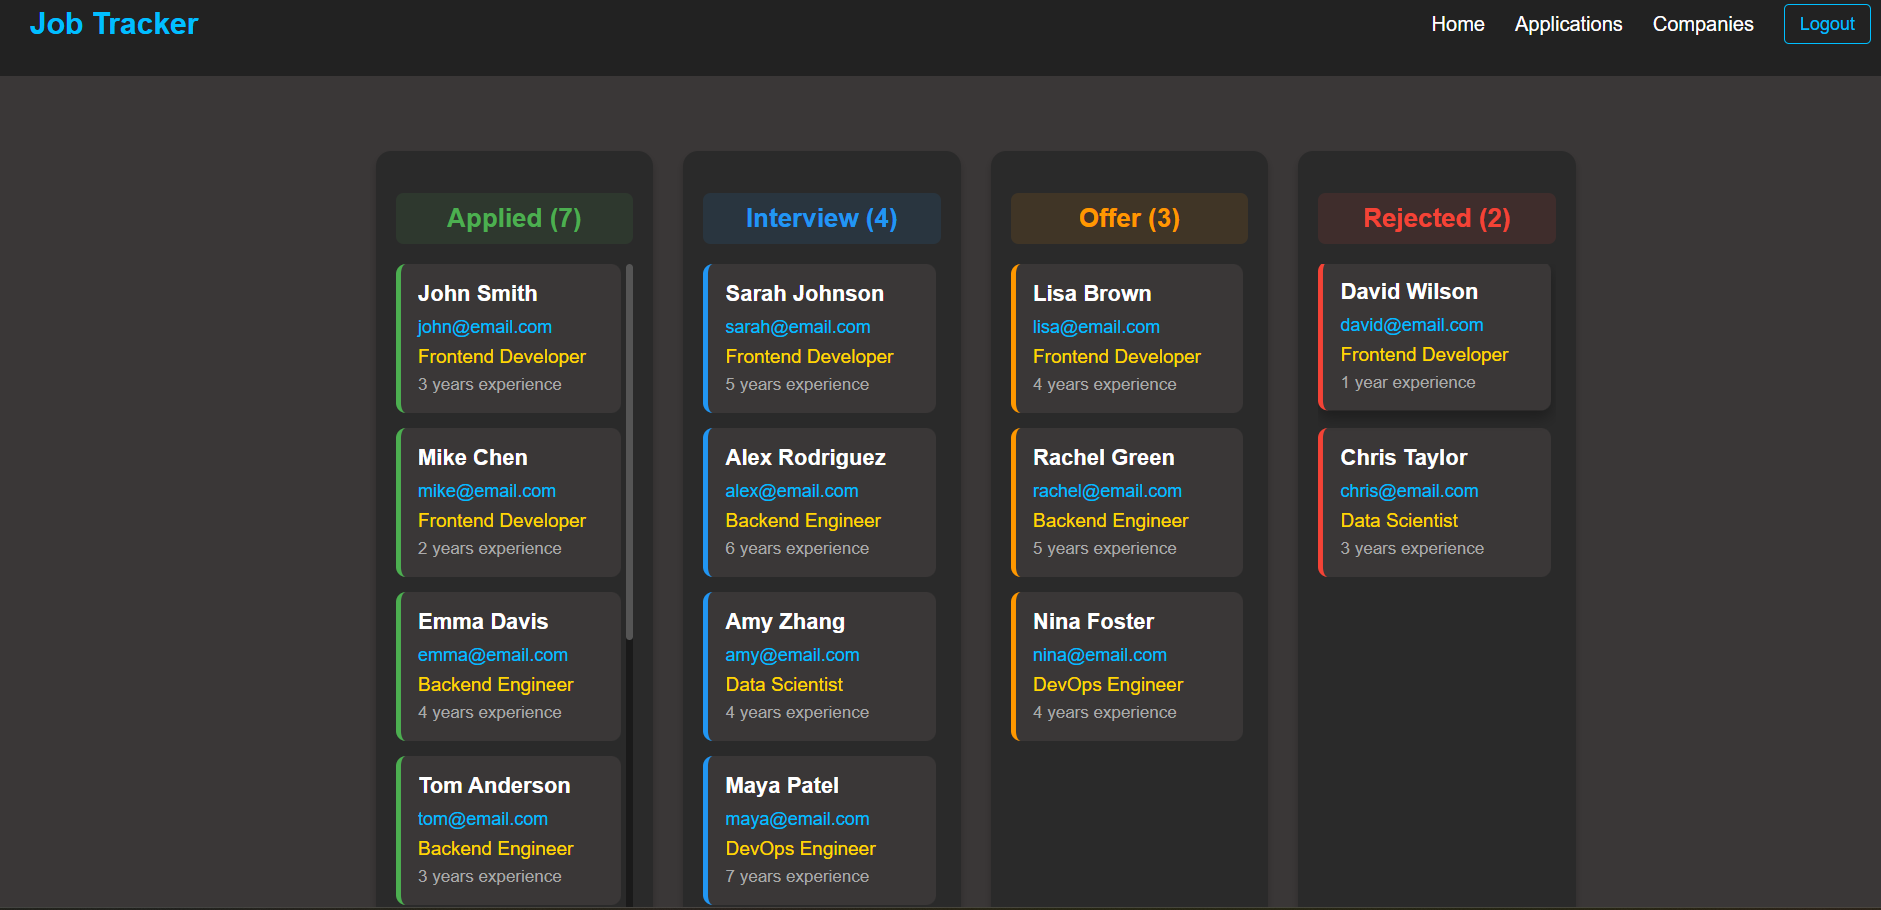 Job Tracker
Home
Applications
Companies
Logout
Applied (7)
John Smith
john@email.com
Frontend Developer
3 years experience
Mike Chen
mike@email.com
Frontend Developer
2 years experience
Emma Davis
emma@email.com
Backend Engineer
4 years experience
Tom Anderson
tom@email.com
Backend Engineer
3 years experience
Interview (4)
Sarah Johnson
sarah@email.com
Frontend Developer
5 years experience
Alex Rodriguez
alex@email.com
Backend Engineer
6 years experience
Amy Zhang
amy@email.com
Data Scientist
4 years experience
Maya Patel
maya@email.com
DevOps Engineer
7 years experience
Offer (3)
Lisa Brown
lisa@email.com
Frontend Developer
4 years experience
Rachel Green
rachel@email.com
Backend Engineer
5 years experience
Nina Foster
nina@email.com
DevOps Engineer
4 years experience
Rejected (2)
David Wilson
david@email.com
Frontend Developer
1 year experience
Chris Taylor
chris@email.com
Data Scientist
3 years experience